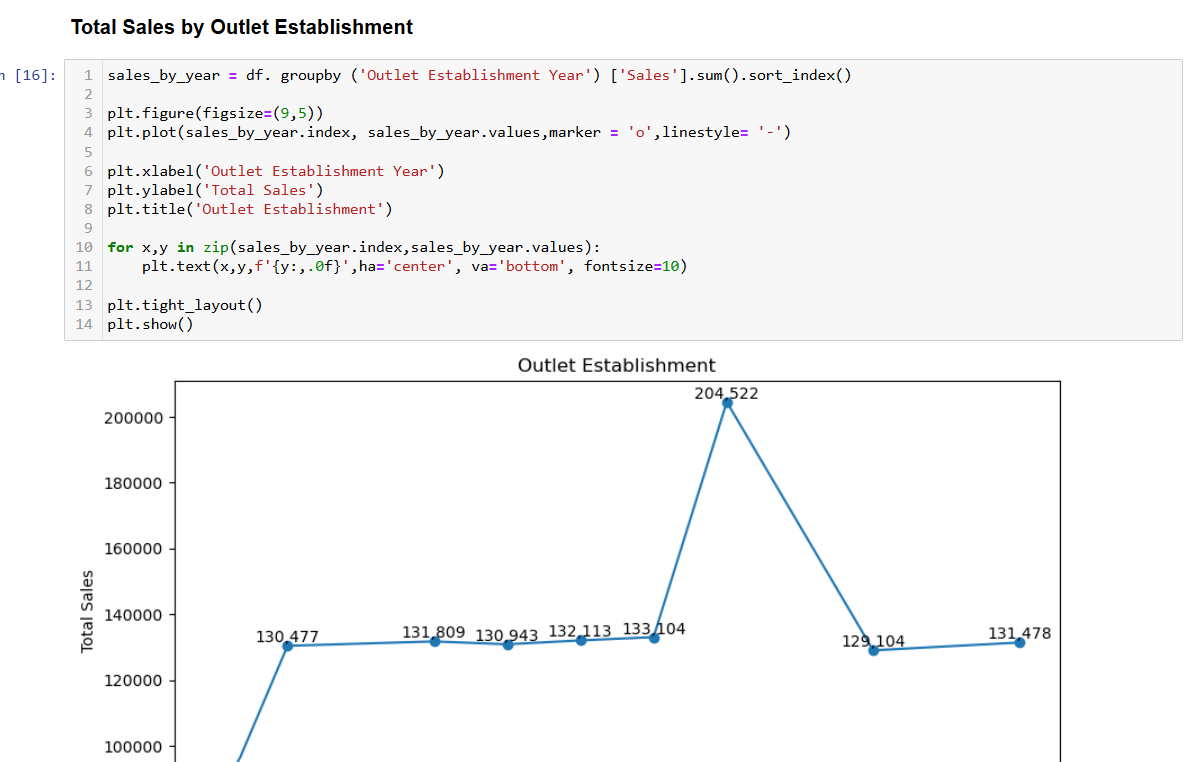 Total Sales by Outlet Establishment
[16]:
1 sales_by_year = df. groupby ('Outlet Establishment Year') ['Sales'].sum().sort_index()
2
3 plt.figure(figsize=(9,5))
4 plt.plot(sales_by_year.index, sales_by_year.values,marker = 'o',linestyle= '-')
5
6 plt.xlabel('Outlet Establishment Year')
7 plt.ylabel('Total Sales')
8 plt.title('Outlet Establishment')
9
10 for x,y in zip(sales_by_year.index,sales_by_year.values):
11     plt.text(x,y,f'{y:,.0f}',ha='center', va='bottom', fontsize=10)
12
13 plt.tight_layout()
14 plt.show()
Outlet Establishment
204,522
200000
180000
160000
140000
130,477 131,809 130,943 132,113 133,104 129,104 131,478
120000
100000
Total Sales